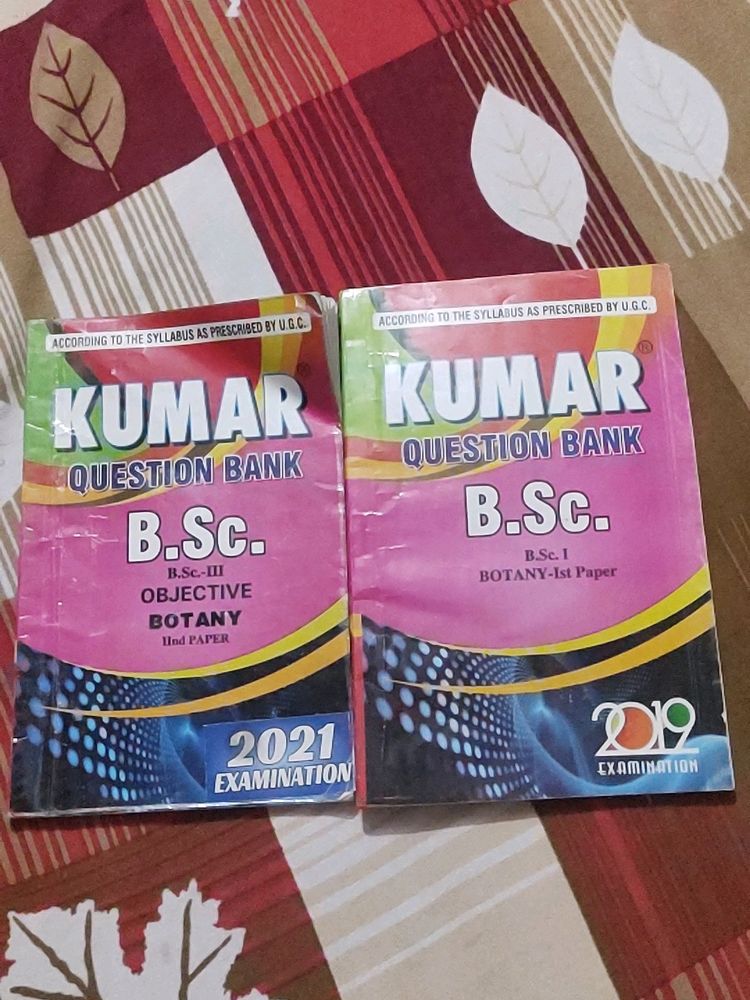 ACCORDING TO THE SYLLABUS AS PRESCRIBED BY U.G.C.
KUMAR®
QUESTION BANK
B.Sc.
B.Sc.-III
OBJECTIVE
BOTANY
IInd PAPER
2021
EXAMINATION
ACCORDING TO THE SYLLABUS AS PRESCRIBED BY U.G.C.
KUMAR®
QUESTION BANK
B.Sc.
B.Sc. I
BOTANY-Ist Paper
2019
EXAMINATION